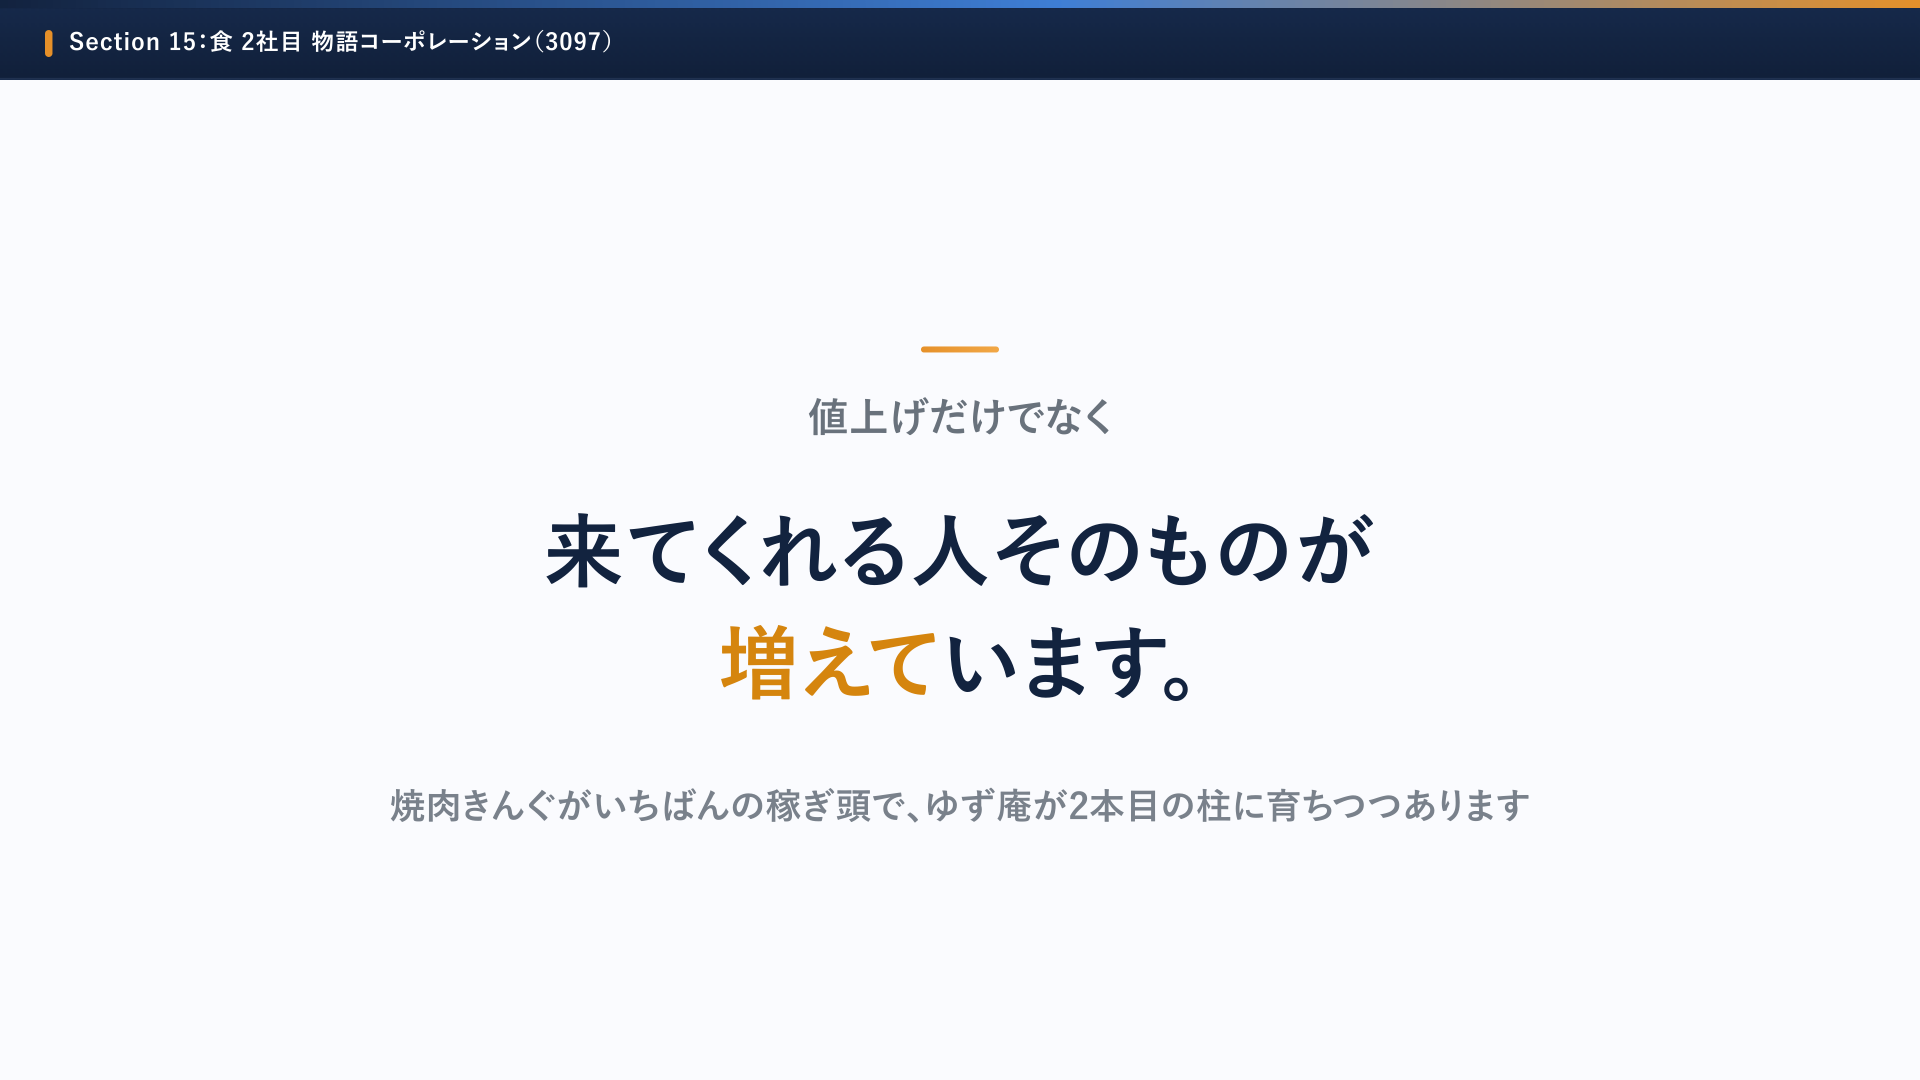 Section 15：食 2社目 物語コーポレーション（3097）
値上げだけでなく
来てくれる人そのものが
増えています。
焼肉きんぐがいちばんの稼ぎ頭で、ゆず庵が2本目の柱に育ちつつあります